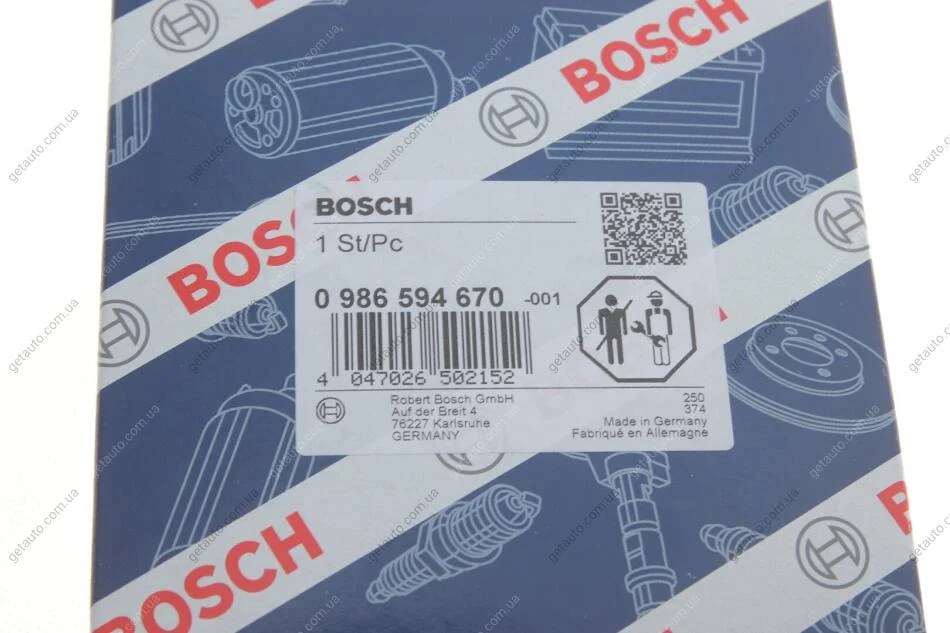 BOSCH
BOSCH
BOSCH
1 St/Pc
0 986 594 670 -001
4 047026 502152
Robert Bosch GmbH
Auf der Breit 4
76227 Karlsruhe
GERMANY
250
374
Made in Germany
Fabriqué en Allemagne
BOSCH
getauto.com.ua